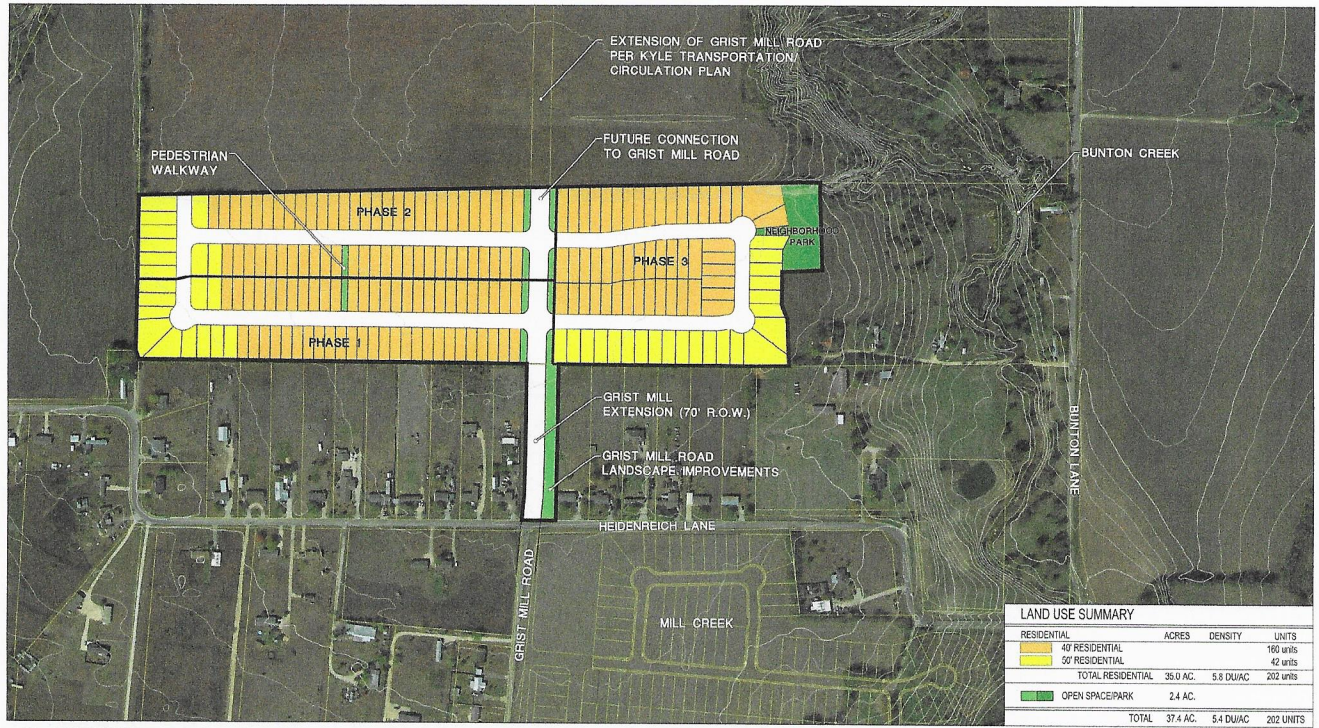 EXTENSION OF GRIST MILL ROAD
PER KYLE TRANSPORTATION/
CIRCULATION PLAN
FUTURE CONNECTION
TO GRIST MILL ROAD
PEDESTRIAN
WALKWAY
BUNTON CREEK
PHASE 2
NEIGHBORHOOD
PARK
PHASE 3
PHASE 1
GRIST MILL
EXTENSION (70' R.O.W.)
GRIST MILL ROAD
LANDSCAPE IMPROVEMENTS
BUNTON LANE
HEIDENREICH LANE
GRIST MILL ROAD
MILL CREEK
LAND USE SUMMARY
RESIDENTIAL ACRES DENSITY UNITS
40' RESIDENTIAL 160 units
50' RESIDENTIAL 42 units
TOTAL RESIDENTIAL 35.0 AC. 5.8 DU/AC 202 units
OPEN SPACE/PARK 2.4 AC.
TOTAL 37.4 AC. 5.4 DU/AC 202 UNITS